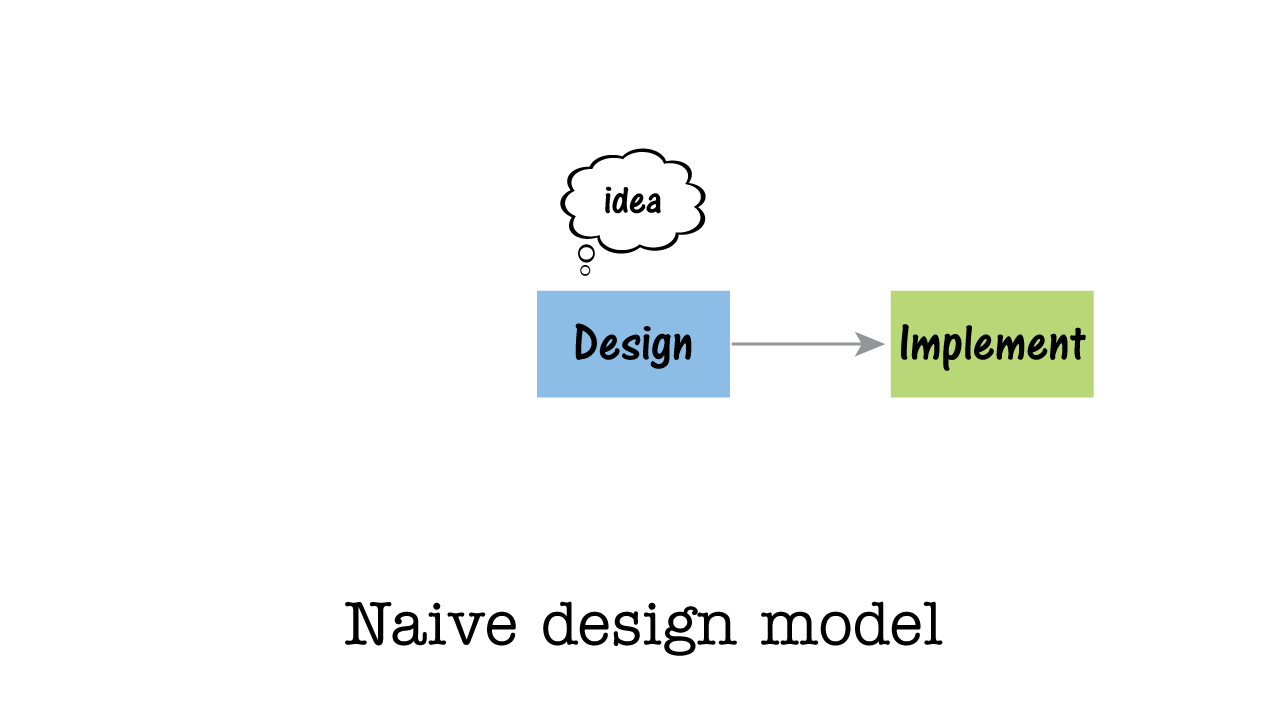 idea
Design
Implement
Naive design model